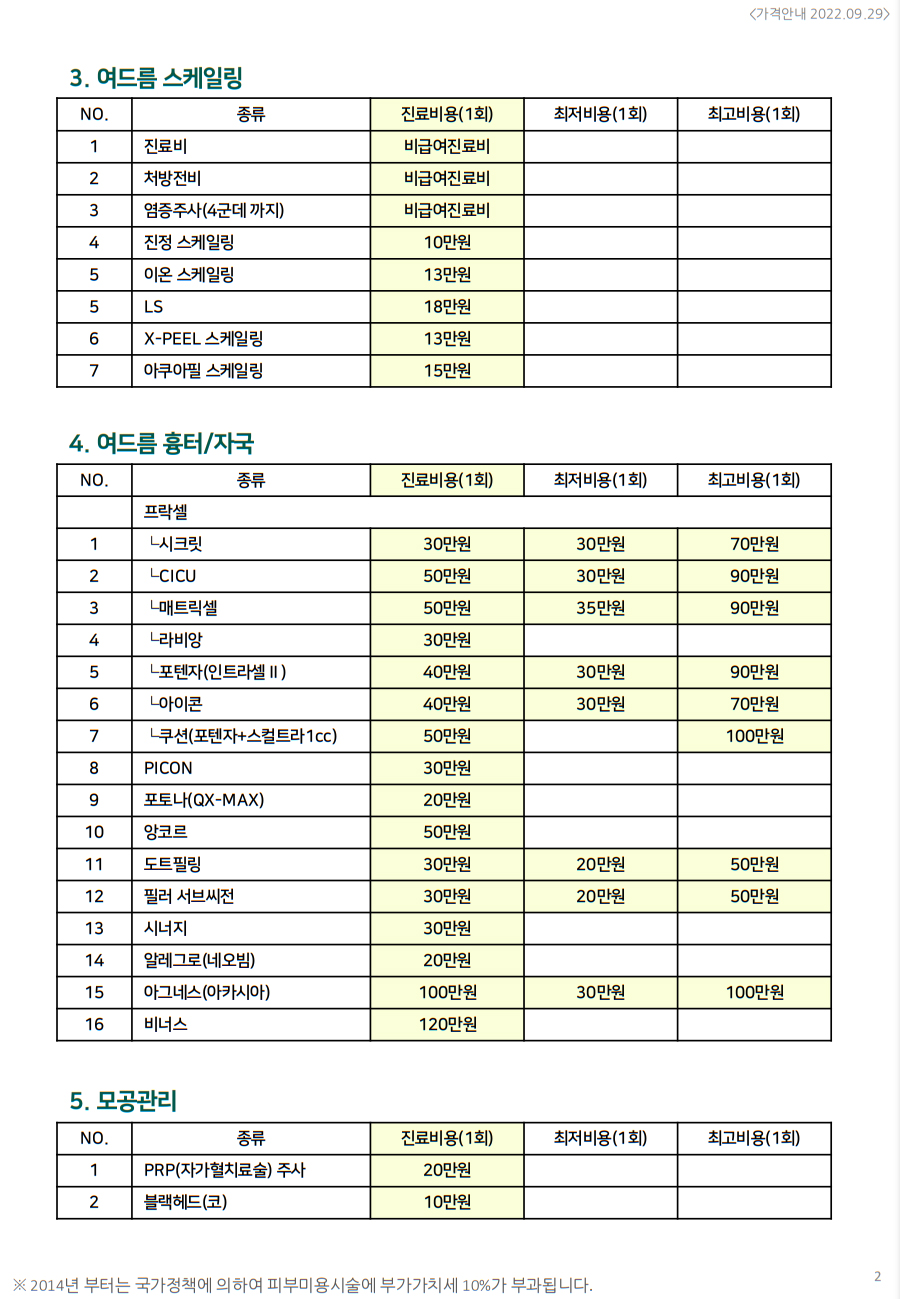 <가격안내 2022.09.29>
3. 여드름 스케일링
NO. 종류 진료비용(1회) 최저비용(1회) 최고비용(1회)
1 진료비 비급여진료비
2 처방전비 비급여진료비
3 염증주사(4군데 까지) 비급여진료비
4 진정 스케일링 10만원
5 이온 스케일링 13만원
5 LS 18만원
6 X-PEEL 스케일링 13만원
7 아쿠아필 스케일링 15만원
4. 여드름 흉터/자국
NO. 종류 진료비용(1회) 최저비용(1회) 최고비용(1회)
프락셀
1 └시크릿 30만원 30만원 70만원
2 └CICU 50만원 30만원 90만원
3 └매트릭셀 50만원 35만원 90만원
4 └라비앙 30만원
5 └포텐자(인트라셀Ⅱ) 40만원 30만원 90만원
6 └아이콘 40만원 30만원 70만원
7 └쿠션(포텐자+스컬트라1cc) 50만원 100만원
8 PICON 30만원
9 포토나(QX-MAX) 20만원
10 앙코르 50만원
11 도트필링 30만원 20만원 50만원
12 필러 서브씨전 30만원 20만원 50만원
13 시너지 30만원
14 알레그로(네오빔) 20만원
15 아그네스(아카시아) 100만원 30만원 100만원
16 비너스 120만원
5. 모공관리
NO. 종류 진료비용(1회) 최저비용(1회) 최고비용(1회)
1 PRP(자가혈치료술) 주사 20만원
2 블랙헤드(코) 10만원
※ 2014년 부터는 국가정책에 의하여 피부미용시술에 부가가치세 10%가 부과됩니다.
2